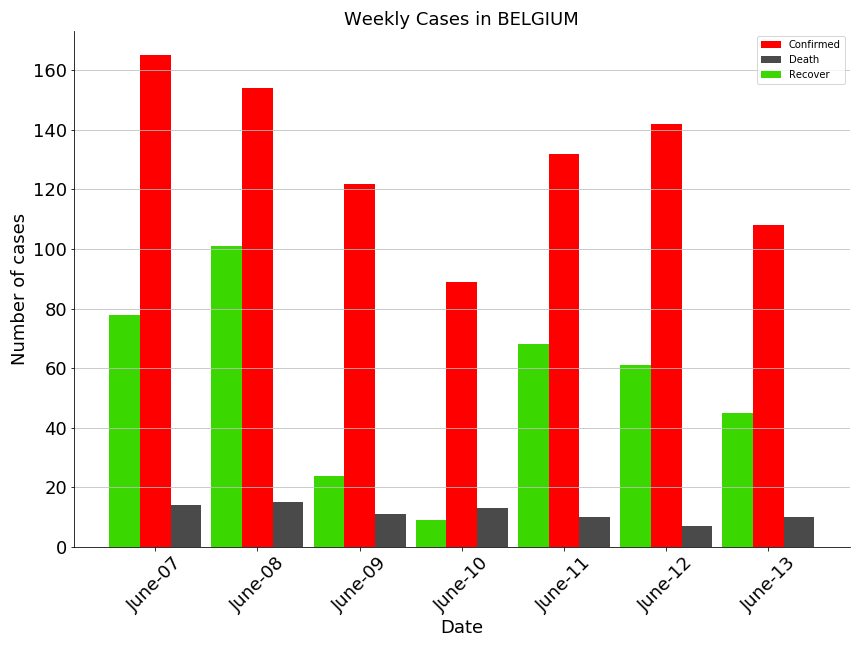 Weekly Cases in BELGIUM
Confirmed
Death
Recover
Number of cases
160
140
120
100
80
60
40
20
0
June-07
June-08
June-09
June-10
June-11
June-12
June-13
Date